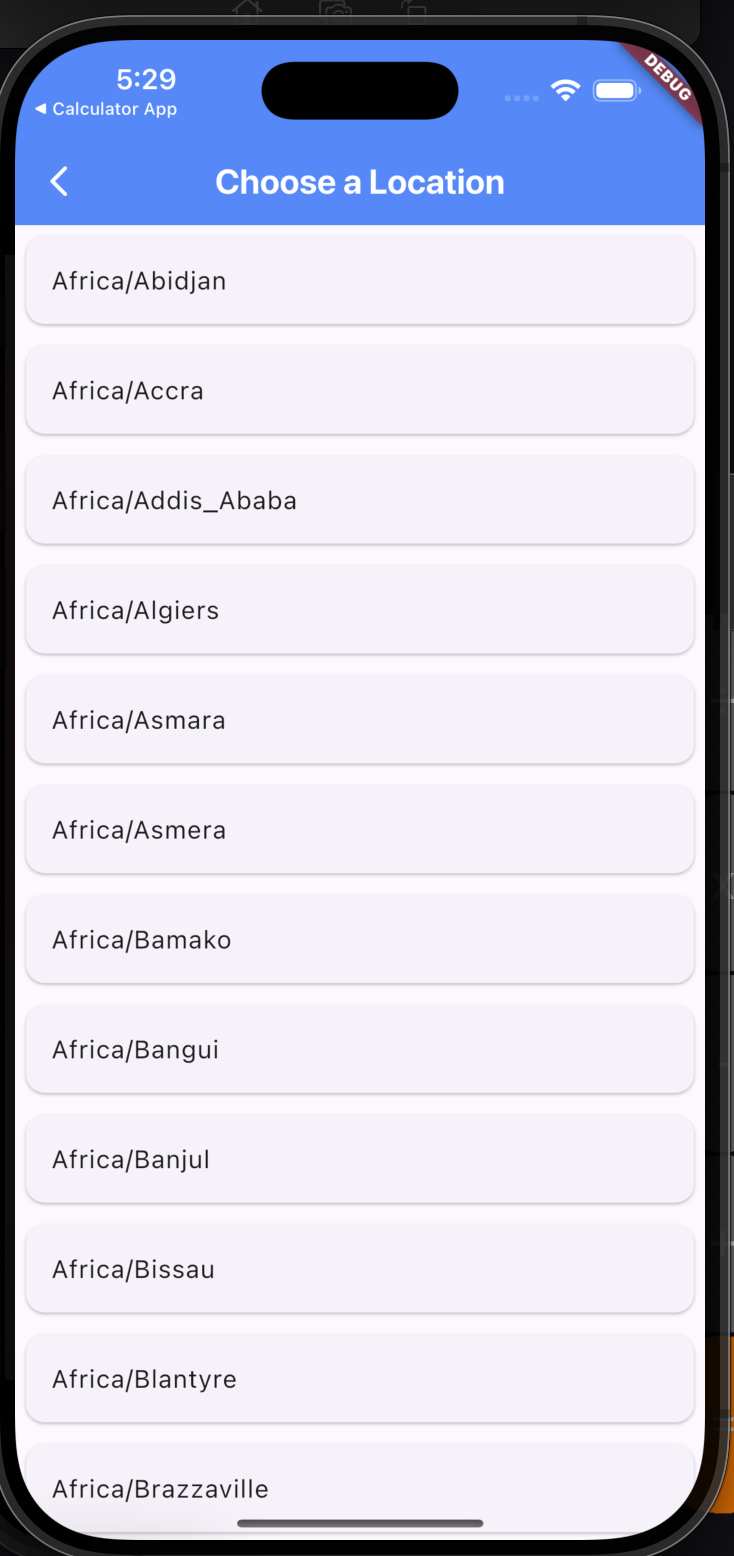 5:29
DEBUG
◀ Calculator App
Choose a Location
Africa/Abidjan
Africa/Accra
Africa/Addis_Ababa
Africa/Algiers
Africa/Asmara
Africa/Asmera
Africa/Bamako
Africa/Bangui
Africa/Banjul
Africa/Bissau
Africa/Blantyre
Africa/Brazzaville